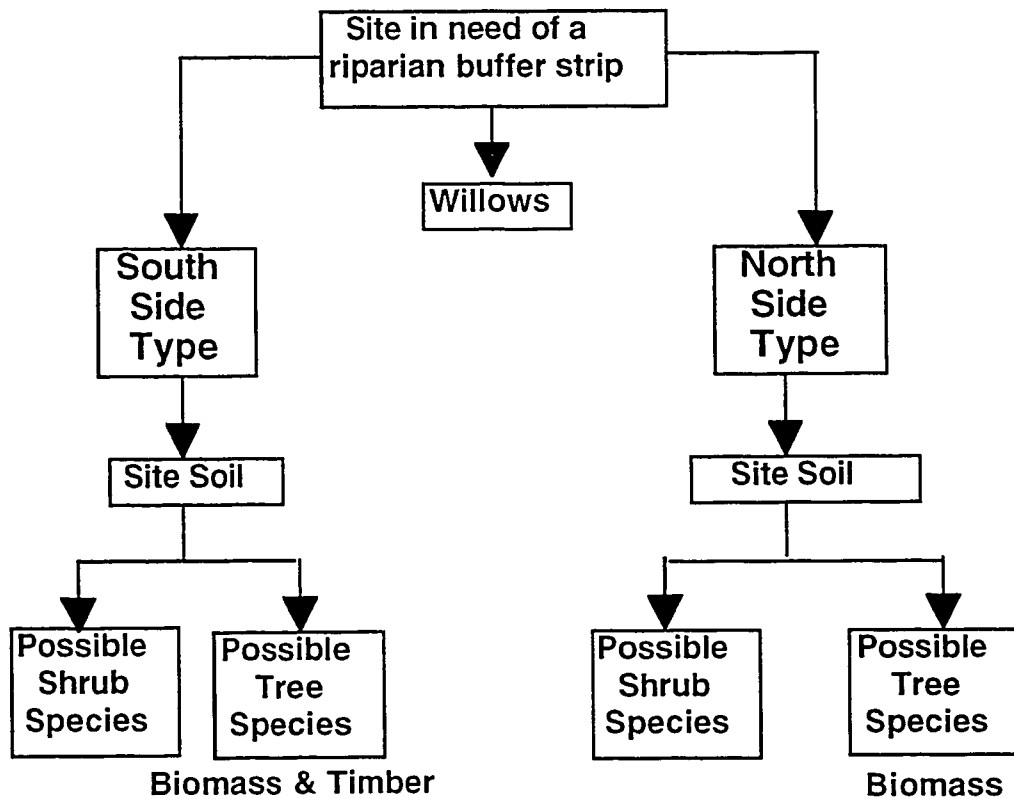 Site in need of a
riparian buffer strip
Willows
South
Side
Type
North
Side
Type
Site Soil
Site Soil
Possible
Shrub
Species
Possible
Tree
Species
Possible
Shrub
Species
Possible
Tree
Species
Biomass & Timber
Biomass